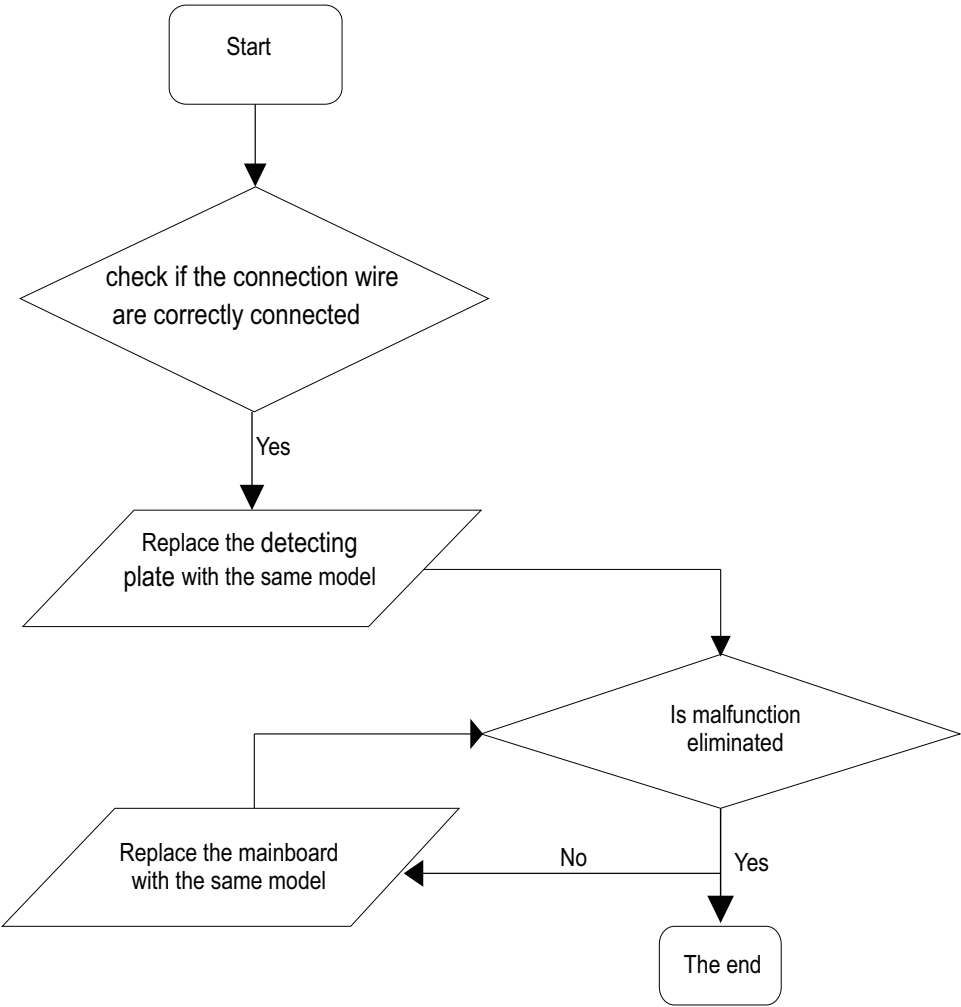 Start
check if the connection wire
are correctly connected
Yes
Replace the detecting
plate with the same model
Is malfunction
eliminated
Replace the mainboard
with the same model
No
Yes
The end